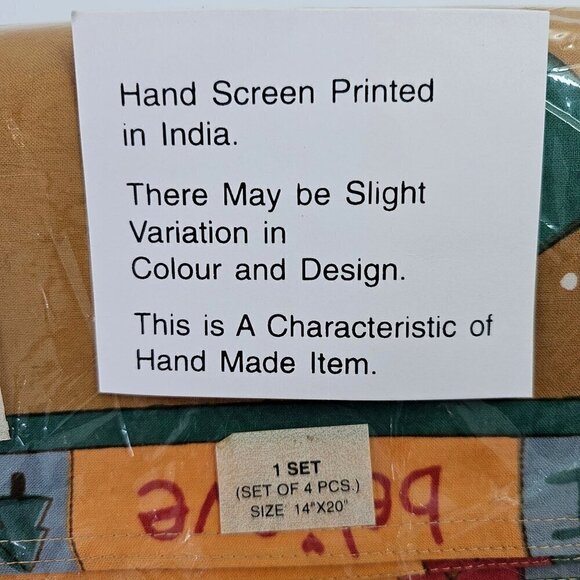 Hand Screen Printed
in India.
There May be Slight
Variation in
Colour and Design.
This is A Characteristic of
Hand Made Item.
1 SET
(SET OF 4 PCS.)
SIZE 14"X20"
believe